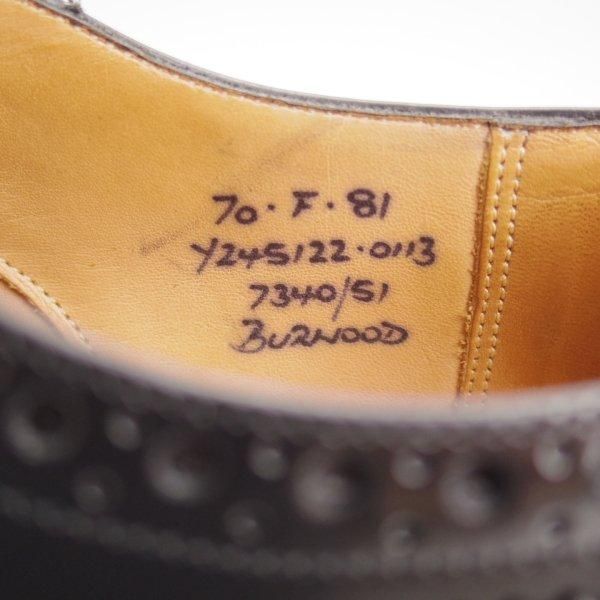 70 · F · 81
Y245122 · 0113
7340/51
BURWOOD